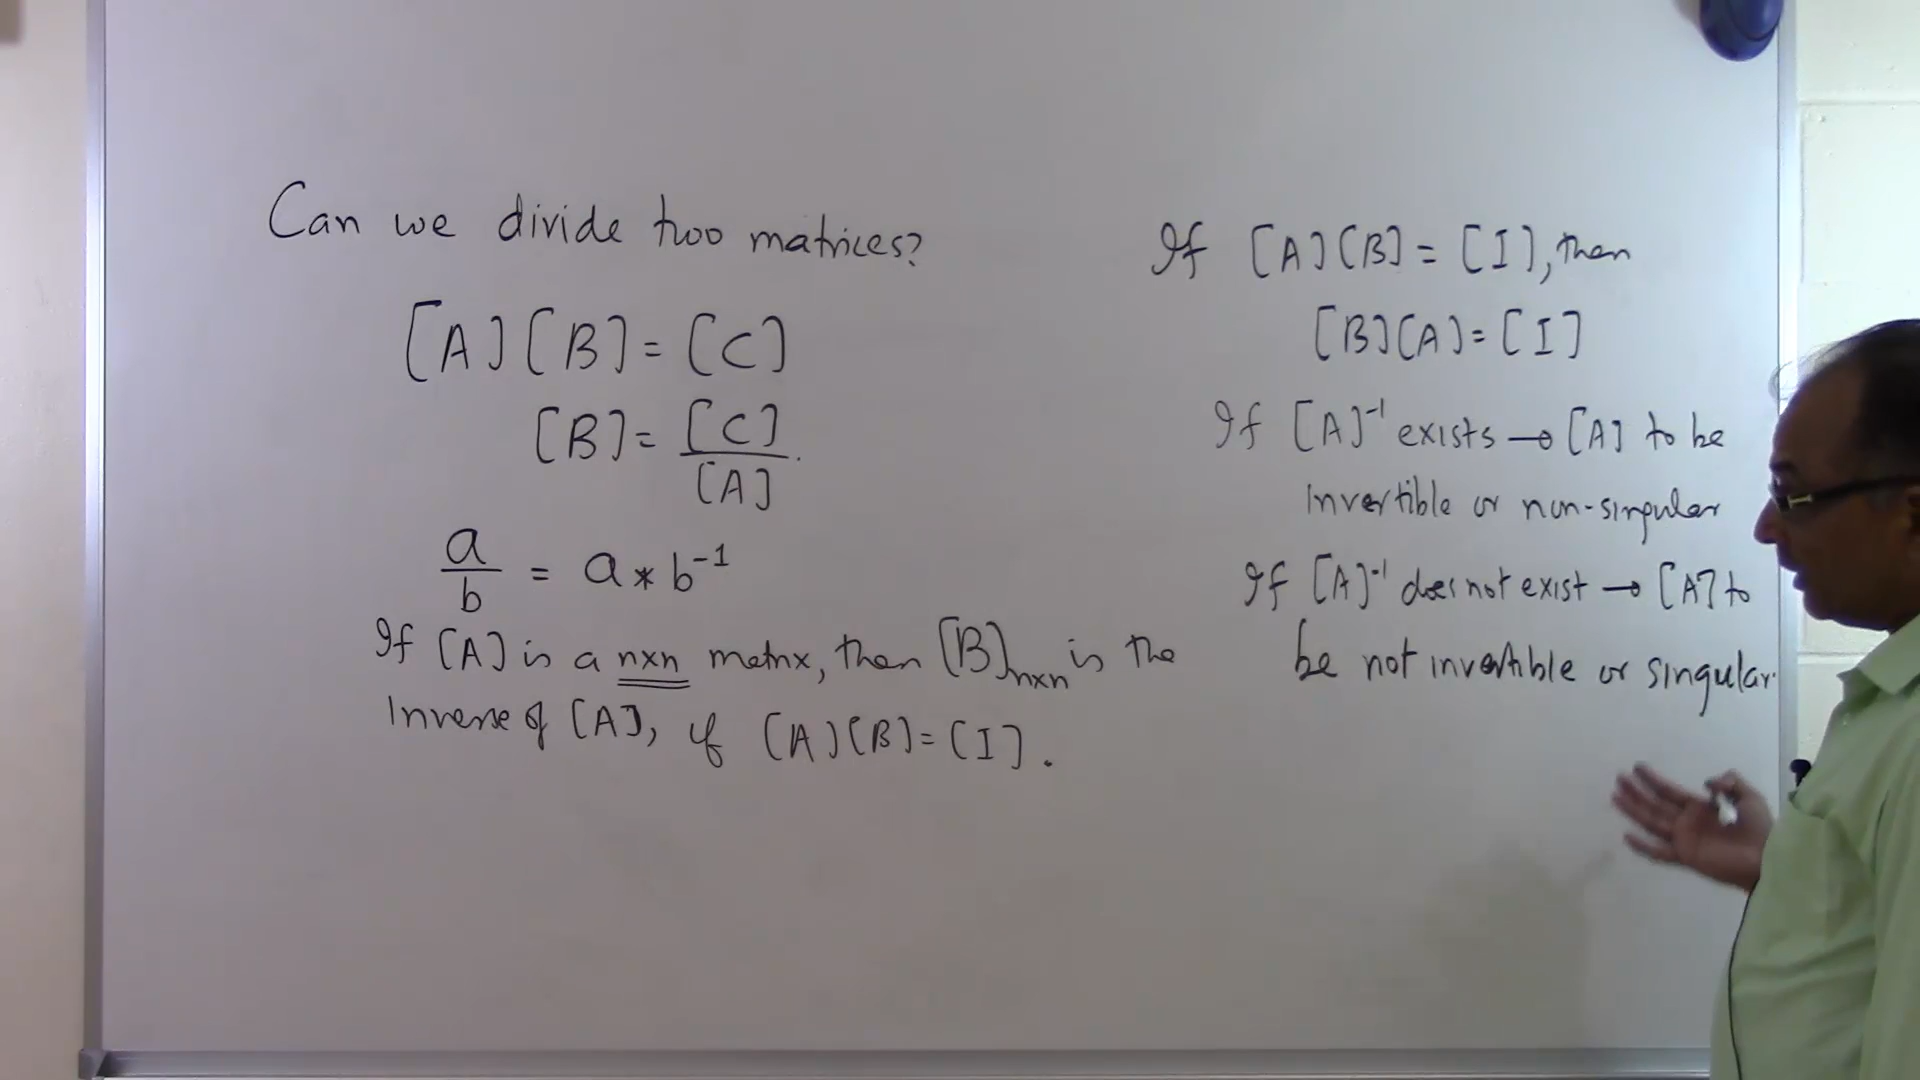 Can we divide two matrices?
[A][B] = [C]
[B] = [C]
[A]
a
b
= a * b⁻¹
If [A] is a nxn matrix, then [B]nxn is the
Inverse of [A], if [A][B] = [I].
If [A][B] = [I], then
[B][A] = [I]
If [A]⁻¹ exists → [A] to be
invertible or non-singular
If [A]⁻¹ does not exist → [A] to
be not invertible or singular.